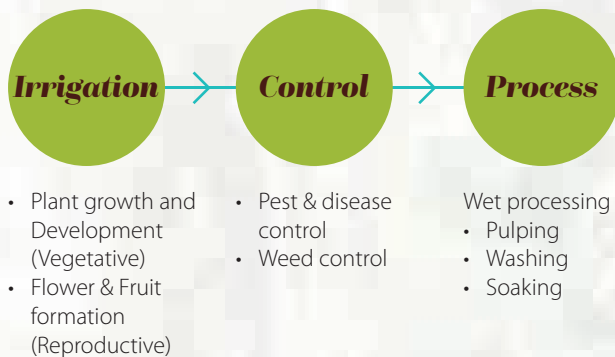 Irrigation
Control
Process
• Plant growth and
Development
(Vegetative)
• Flower & Fruit
formation
(Reproductive)
• Pest & disease
control
• Weed control
Wet processing
• Pulping
• Washing
• Soaking